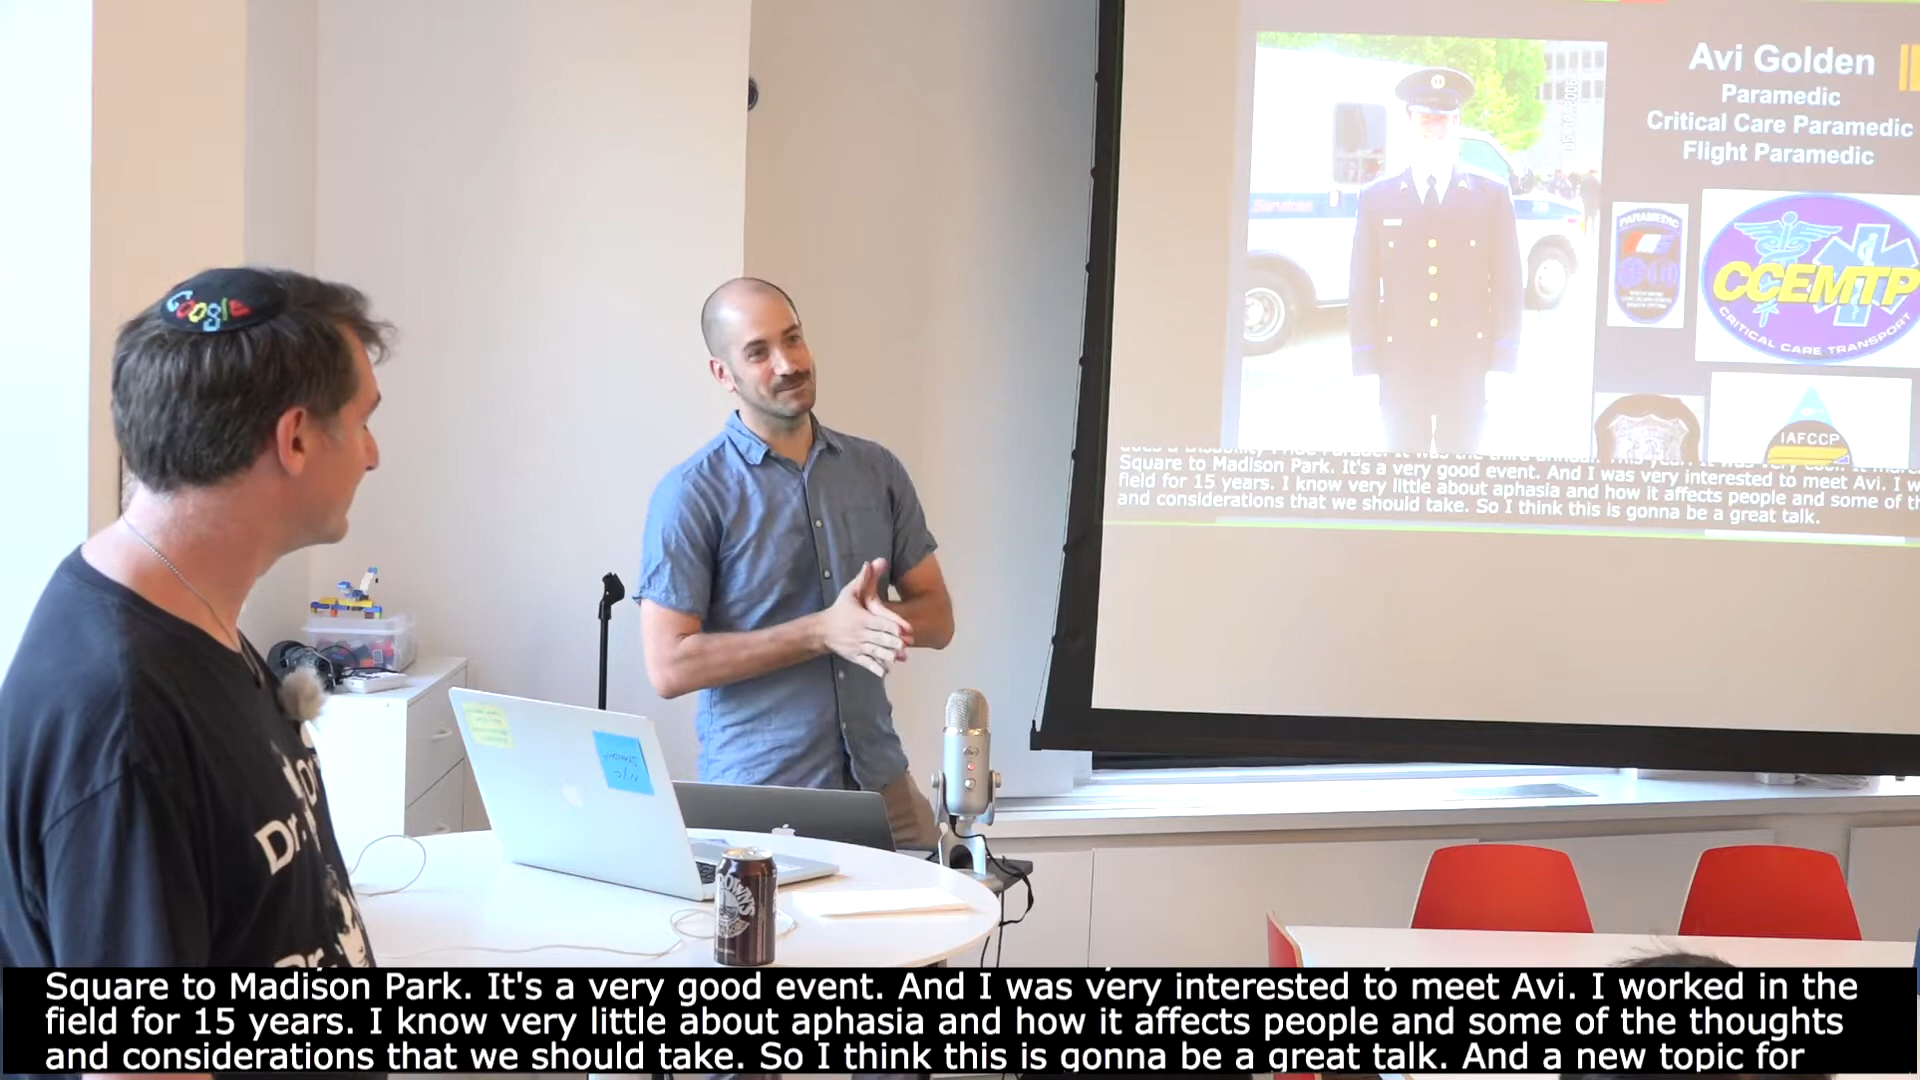 Google
Avi Golden
Paramedic
Critical Care Paramedic
Flight Paramedic
PARAMEDIC
CCEMTP
CRITICAL CARE TRANSPORT
IAFCCP
Square to Madison Park. It's a very good event. And I was very interested to meet Avi. I w
field for 15 years. I know very little about aphasia and how it affects people and some of th
and considerations that we should take. So I think this is gonna be a great talk.
NYC
Dr.
Dr.
Square to Madison Park. It's a very good event. And I was very interested to meet Avi. I worked in the
field for 15 years. I know very little about aphasia and how it affects people and some of the thoughts
and considerations that we should take. So I think this is gonna be a great talk. And a new topic for